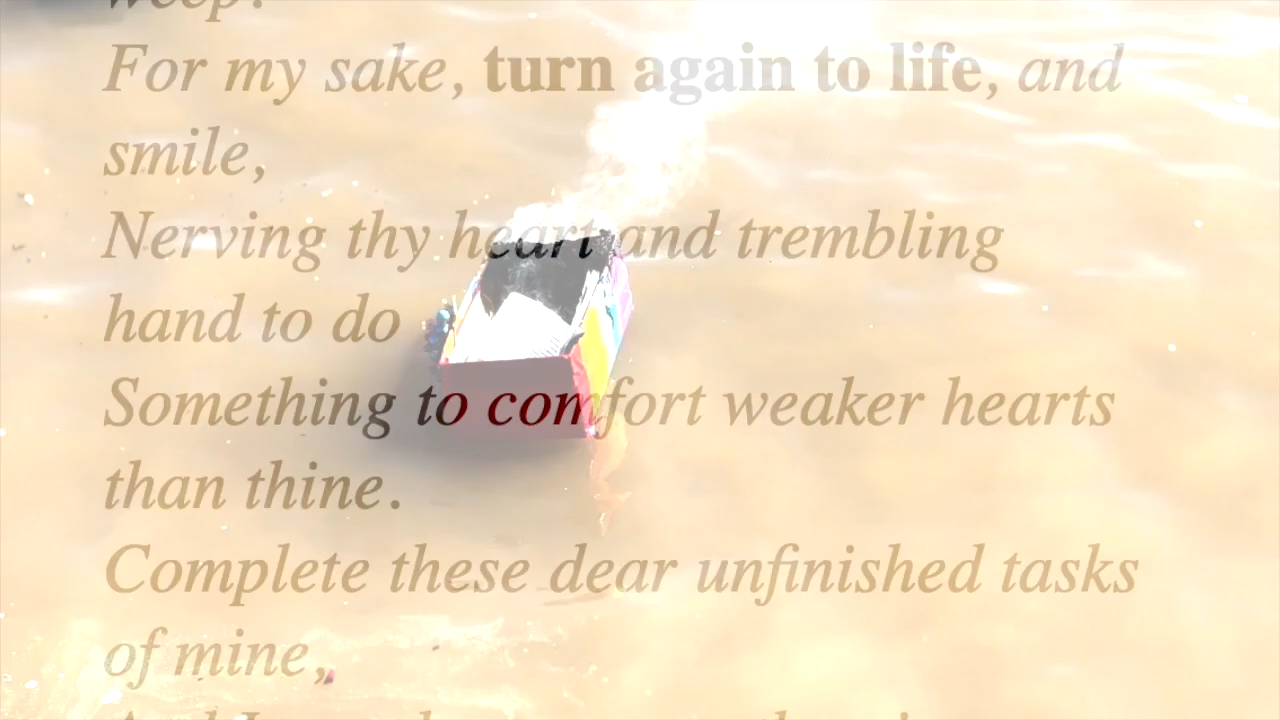 weep?
For my sake, turn again to life, and
smile,
Nerving thy heart and trembling
hand to do
Something to comfort weaker hearts
than thine.
Complete these dear unfinished tasks
of mine,